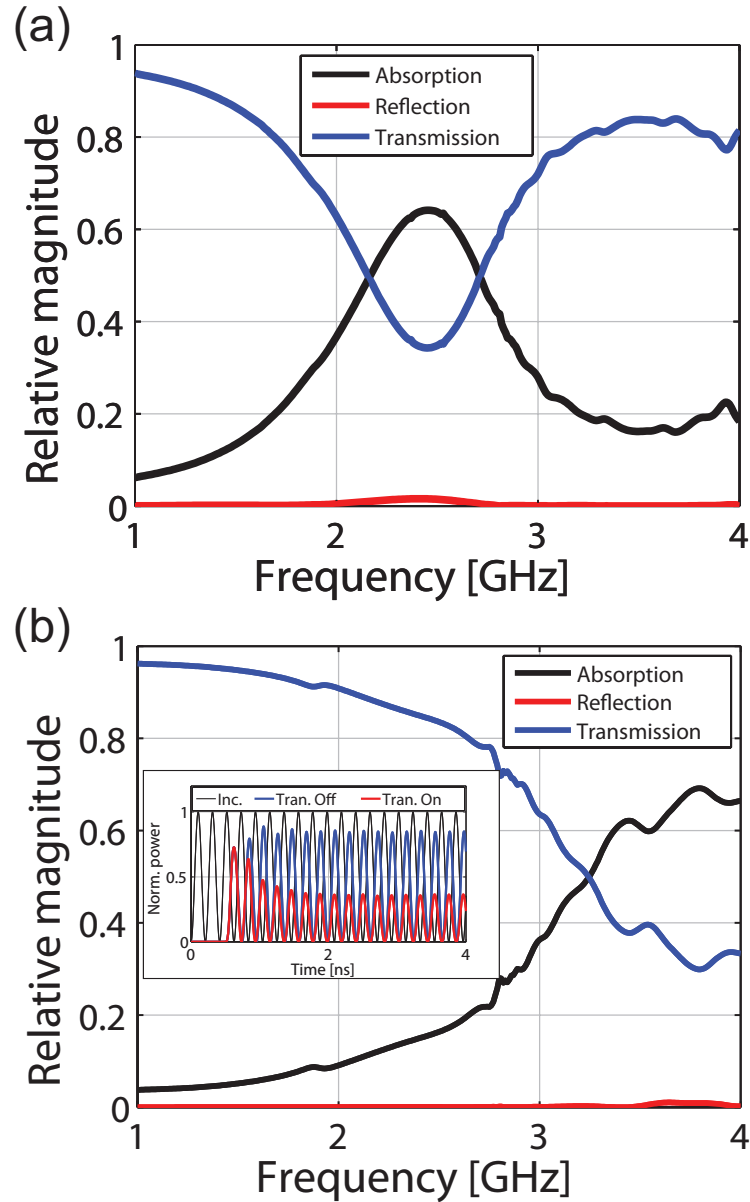 (a)
Relative magnitude
1
0.8
0.6
0.4
0.2
0
Absorption
Reflection
Transmission
1 2 3 4
Frequency [GHz]
(b)
Relative magnitude
1
0.8
0.6
0.4
0.2
0
Absorption
Reflection
Transmission
Inc. Tran. Off Tran. On
Norm. power
1
0.5
0
0 2 4
Time [ns]
1 2 3 4
Frequency [GHz]